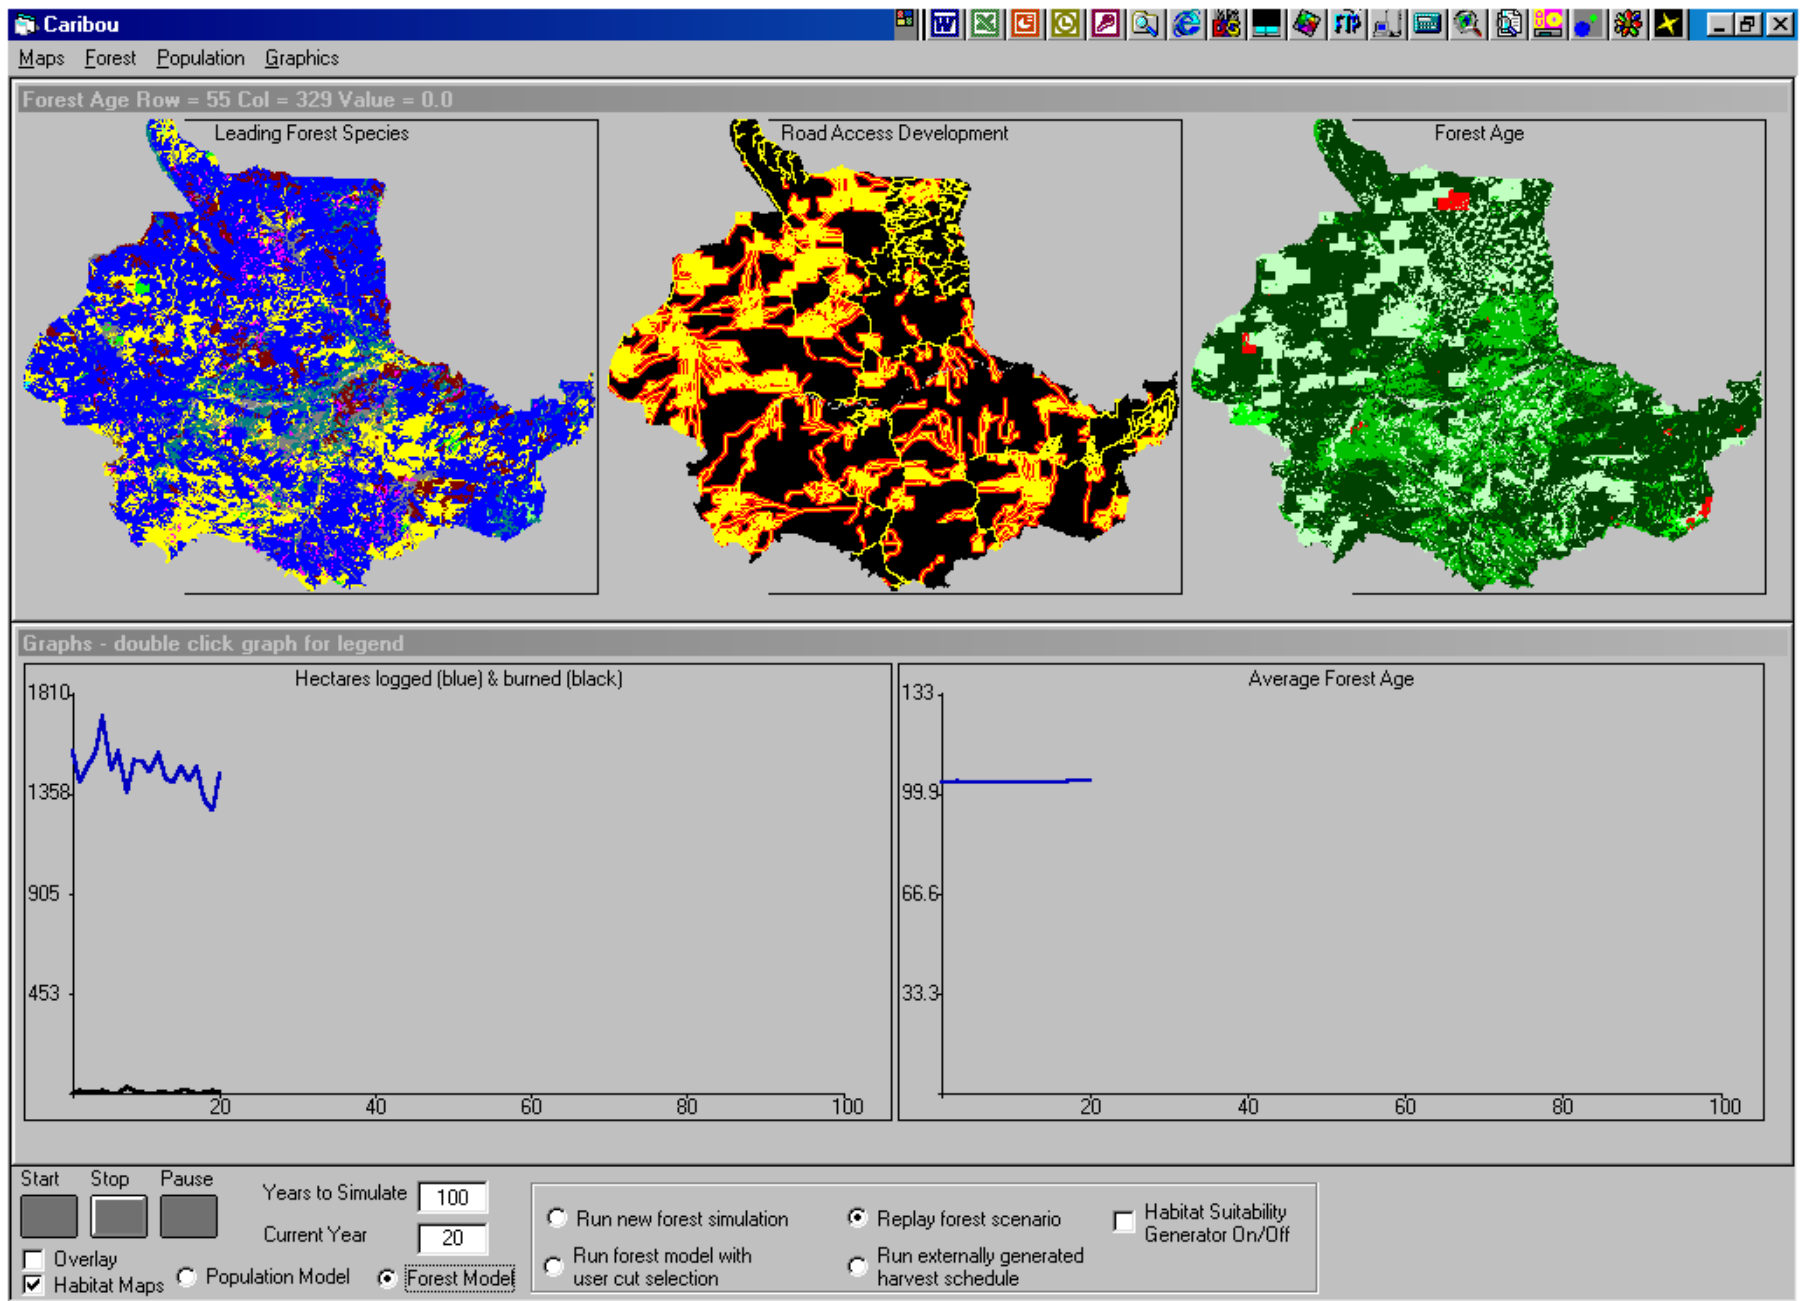 Caribou
Maps Forest Population Graphics
Forest Age Row = 55 Col = 329 Value = 0.0
Leading Forest Species
Road Access Development
Forest Age
Graphs - double click graph for legend
Hectares logged (blue) & burned (black)
1810
1358
905
453
20 40 60 80 100
Average Forest Age
133
99.9
66.6
33.3
20 40 60 80 100
Start Stop Pause
Years to Simulate 100
Current Year 20
Overlay
Habitat Maps
Population Model
Forest Model
Run new forest simulation
Run forest model with
user cut selection
Replay forest scenario
Run externally generated
harvest schedule
Habitat Suitability
Generator On/Off